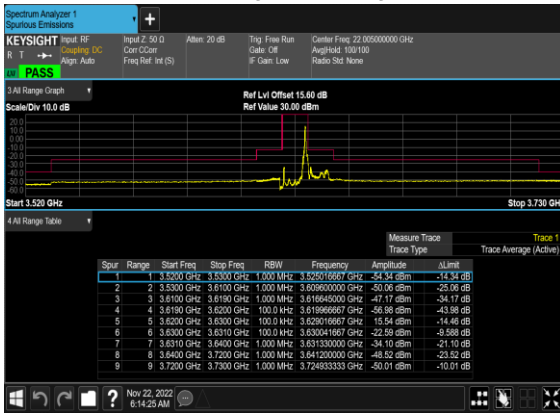 Spectrum Analyzer 1
Spurious Emissions
KEYSIGHT Input: RF Input Z: 50 Ω Atten: 20 dB Trig: Free Run Center Freq: 22.005000000 GHz
R T Coupling: DC Corr CCorr Gate: Off Avg|Hold: 100/100
Align: Auto Freq Ref: Int (S) IF Gain: Low Radio Std: None
PASS
3 All Range Graph Ref Lvl Offset 15.60 dB
Scale/Div 10.0 dB Ref Value 30.00 dBm
20.0
10.0
0.00
-10.0
-20.0
-30.0
-40.0
-50.0
-60.0
Start 3.520 GHz Stop 3.730 GH
4 All Range Table
Measure Trace Trace 1
Trace Type Trace Average (Active)
Spur Range Start Freq Stop Freq RBW Frequency Amplitude ΔLimit
1 1 3.5200 GHz 3.5300 GHz 1.000 MHz 3.525016667 GHz -54.34 dBm -14.34 dB
2 2 3.5300 GHz 3.6100 GHz 1.000 MHz 3.609600000 GHz -50.06 dBm -25.06 dB
3 3 3.6100 GHz 3.6190 GHz 1.000 MHz 3.616645000 GHz -47.17 dBm -34.17 dB
4 4 3.6190 GHz 3.6200 GHz 100.0 kHz 3.619966667 GHz -56.98 dBm -43.98 dB
5 5 3.6200 GHz 3.6300 GHz 100.0 kHz 3.629016667 GHz 15.54 dBm -14.46 dB
6 6 3.6300 GHz 3.6310 GHz 100.0 kHz 3.630041667 GHz -22.59 dBm -9.588 dB
7 7 3.6310 GHz 3.6400 GHz 1.000 MHz 3.631330000 GHz -34.10 dBm -21.10 dB
8 8 3.6400 GHz 3.7200 GHz 1.000 MHz 3.641200000 GHz -48.52 dBm -23.52 dB
9 9 3.7200 GHz 3.7300 GHz 1.000 MHz 3.724933333 GHz -50.01 dBm -10.01 dB
Nov 22, 2022
6:14:25 AM